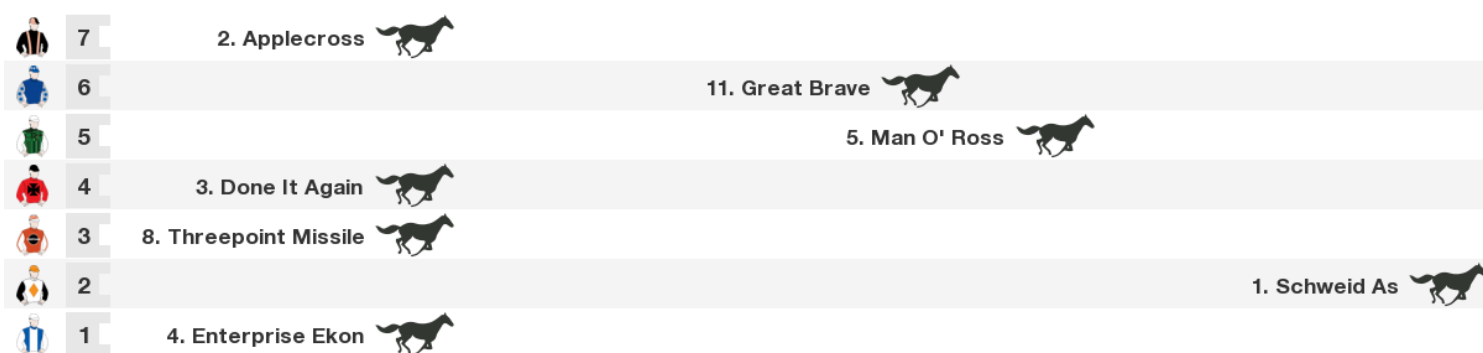 7 2. Applecross
6 11. Great Brave
5 5. Man O' Ross
4 3. Done It Again
3 8. Threepoint Missile
2 1. Schweid As
1 4. Enterprise Ekon